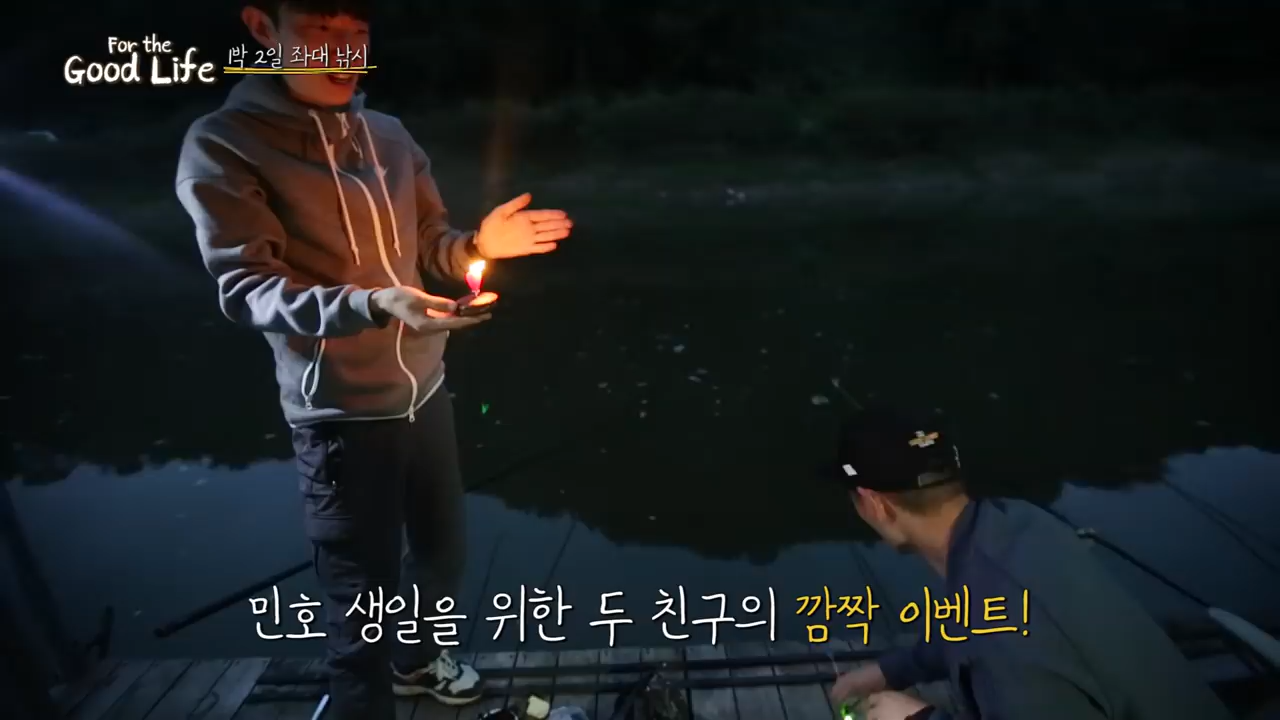 For the
Good Life
1박 2일 좌대 낚시
민호 생일을 위한 두 친구의 깜짝 이벤트!